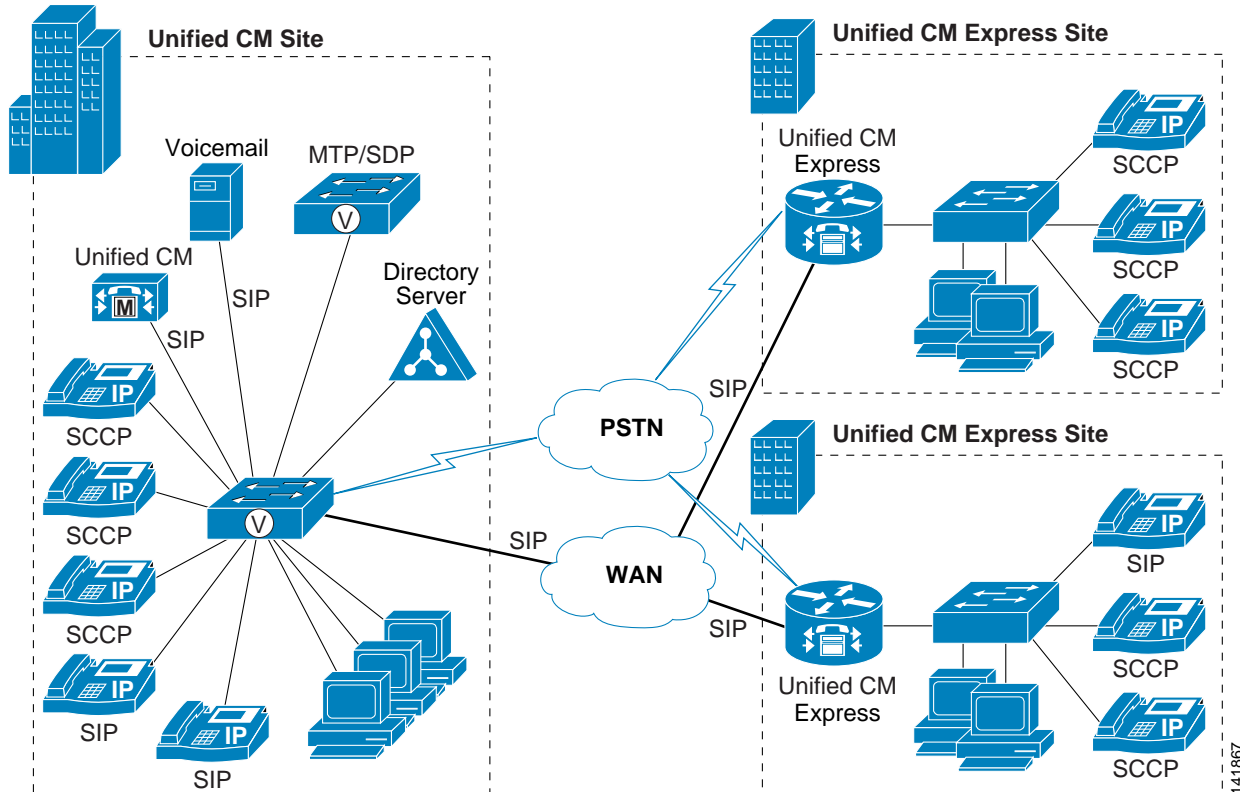 Unified CM Site
Voicemail
MTP/SDP
V
Unified CM
M
SIP
SIP
Directory
Server
IP
SCCP
IP
SCCP
IP
SCCP
IP
SIP
IP
SIP
V
PSTN
WAN
SIP
SIP
SIP
Unified CM Express Site
Unified CM
Express
IP
SCCP
IP
SCCP
IP
SCCP
Unified CM Express Site
Unified CM
Express
IP
SIP
IP
SCCP
IP
SCCP
141867